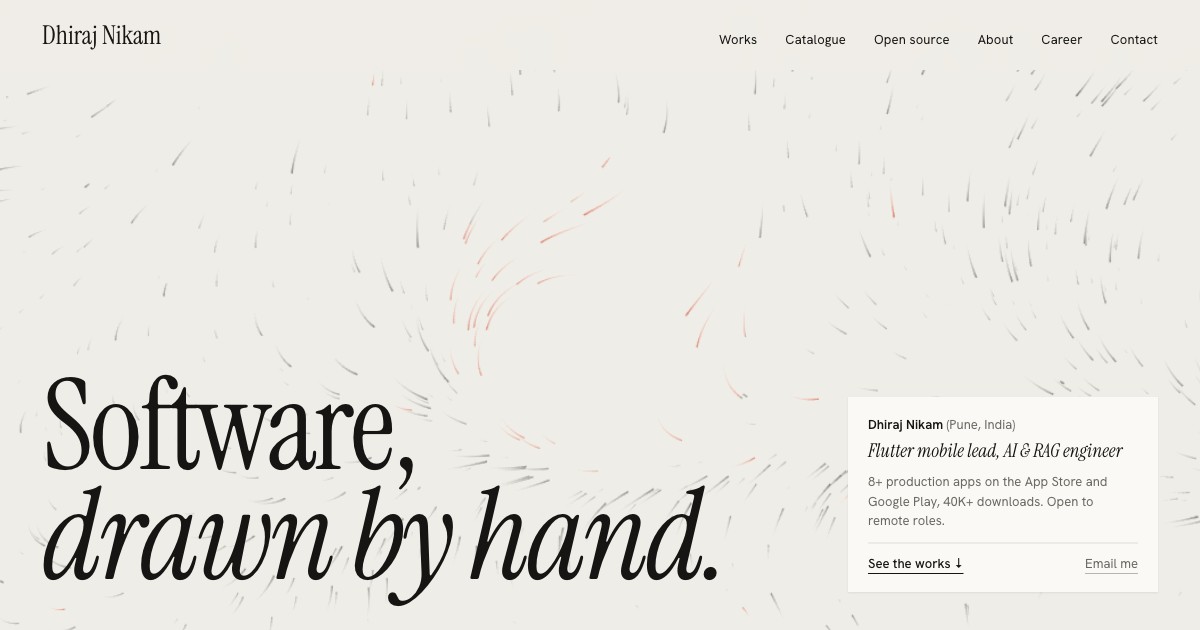 Dhiraj Nikam
Works Catalogue Open source About Career Contact
Software,
drawn by hand.
Dhiraj Nikam (Pune, India)
Flutter mobile lead, AI & RAG engineer
8+ production apps on the App Store and
Google Play, 40K+ downloads. Open to
remote roles.
See the works ↓ Email me